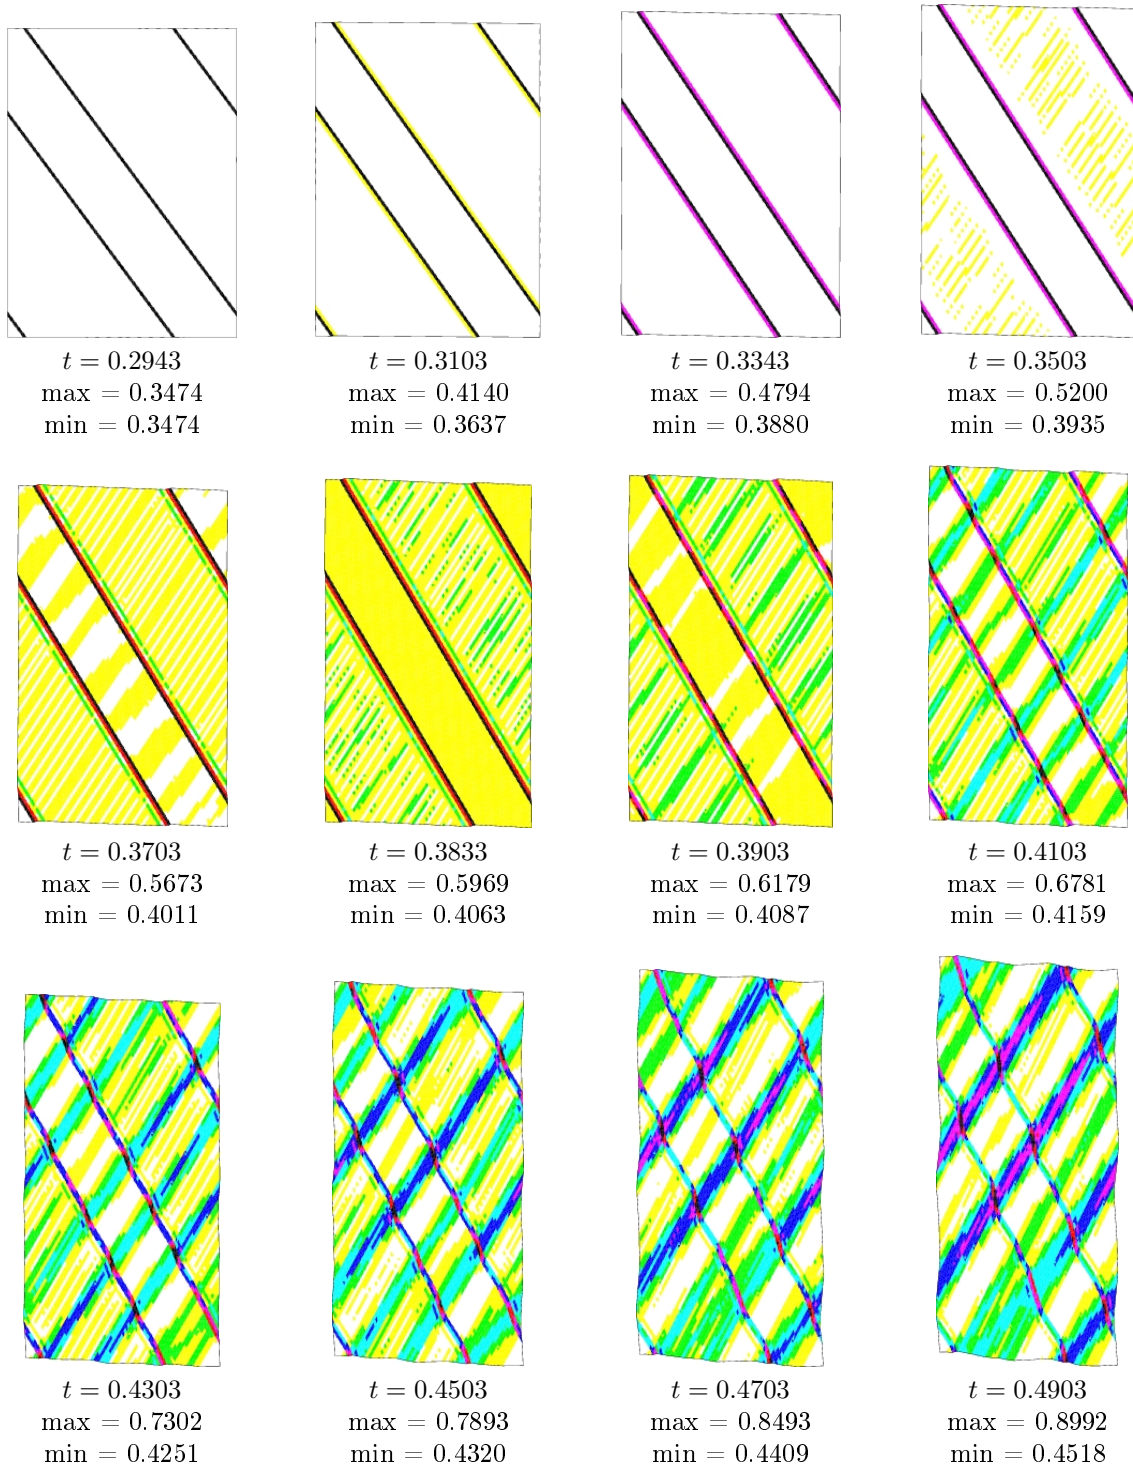 t = 0.2943
max = 0.3474
min = 0.3474
t = 0.3103
max = 0.4140
min = 0.3637
t = 0.3343
max = 0.4794
min = 0.3880
t = 0.3503
max = 0.5200
min = 0.3935
t = 0.3703
max = 0.5673
min = 0.4011
t = 0.3833
max = 0.5969
min = 0.4063
t = 0.3903
max = 0.6179
min = 0.4087
t = 0.4103
max = 0.6781
min = 0.4159
t = 0.4303
max = 0.7302
min = 0.4251
t = 0.4503
max = 0.7893
min = 0.4320
t = 0.4703
max = 0.8493
min = 0.4409
t = 0.4903
max = 0.8992
min = 0.4518